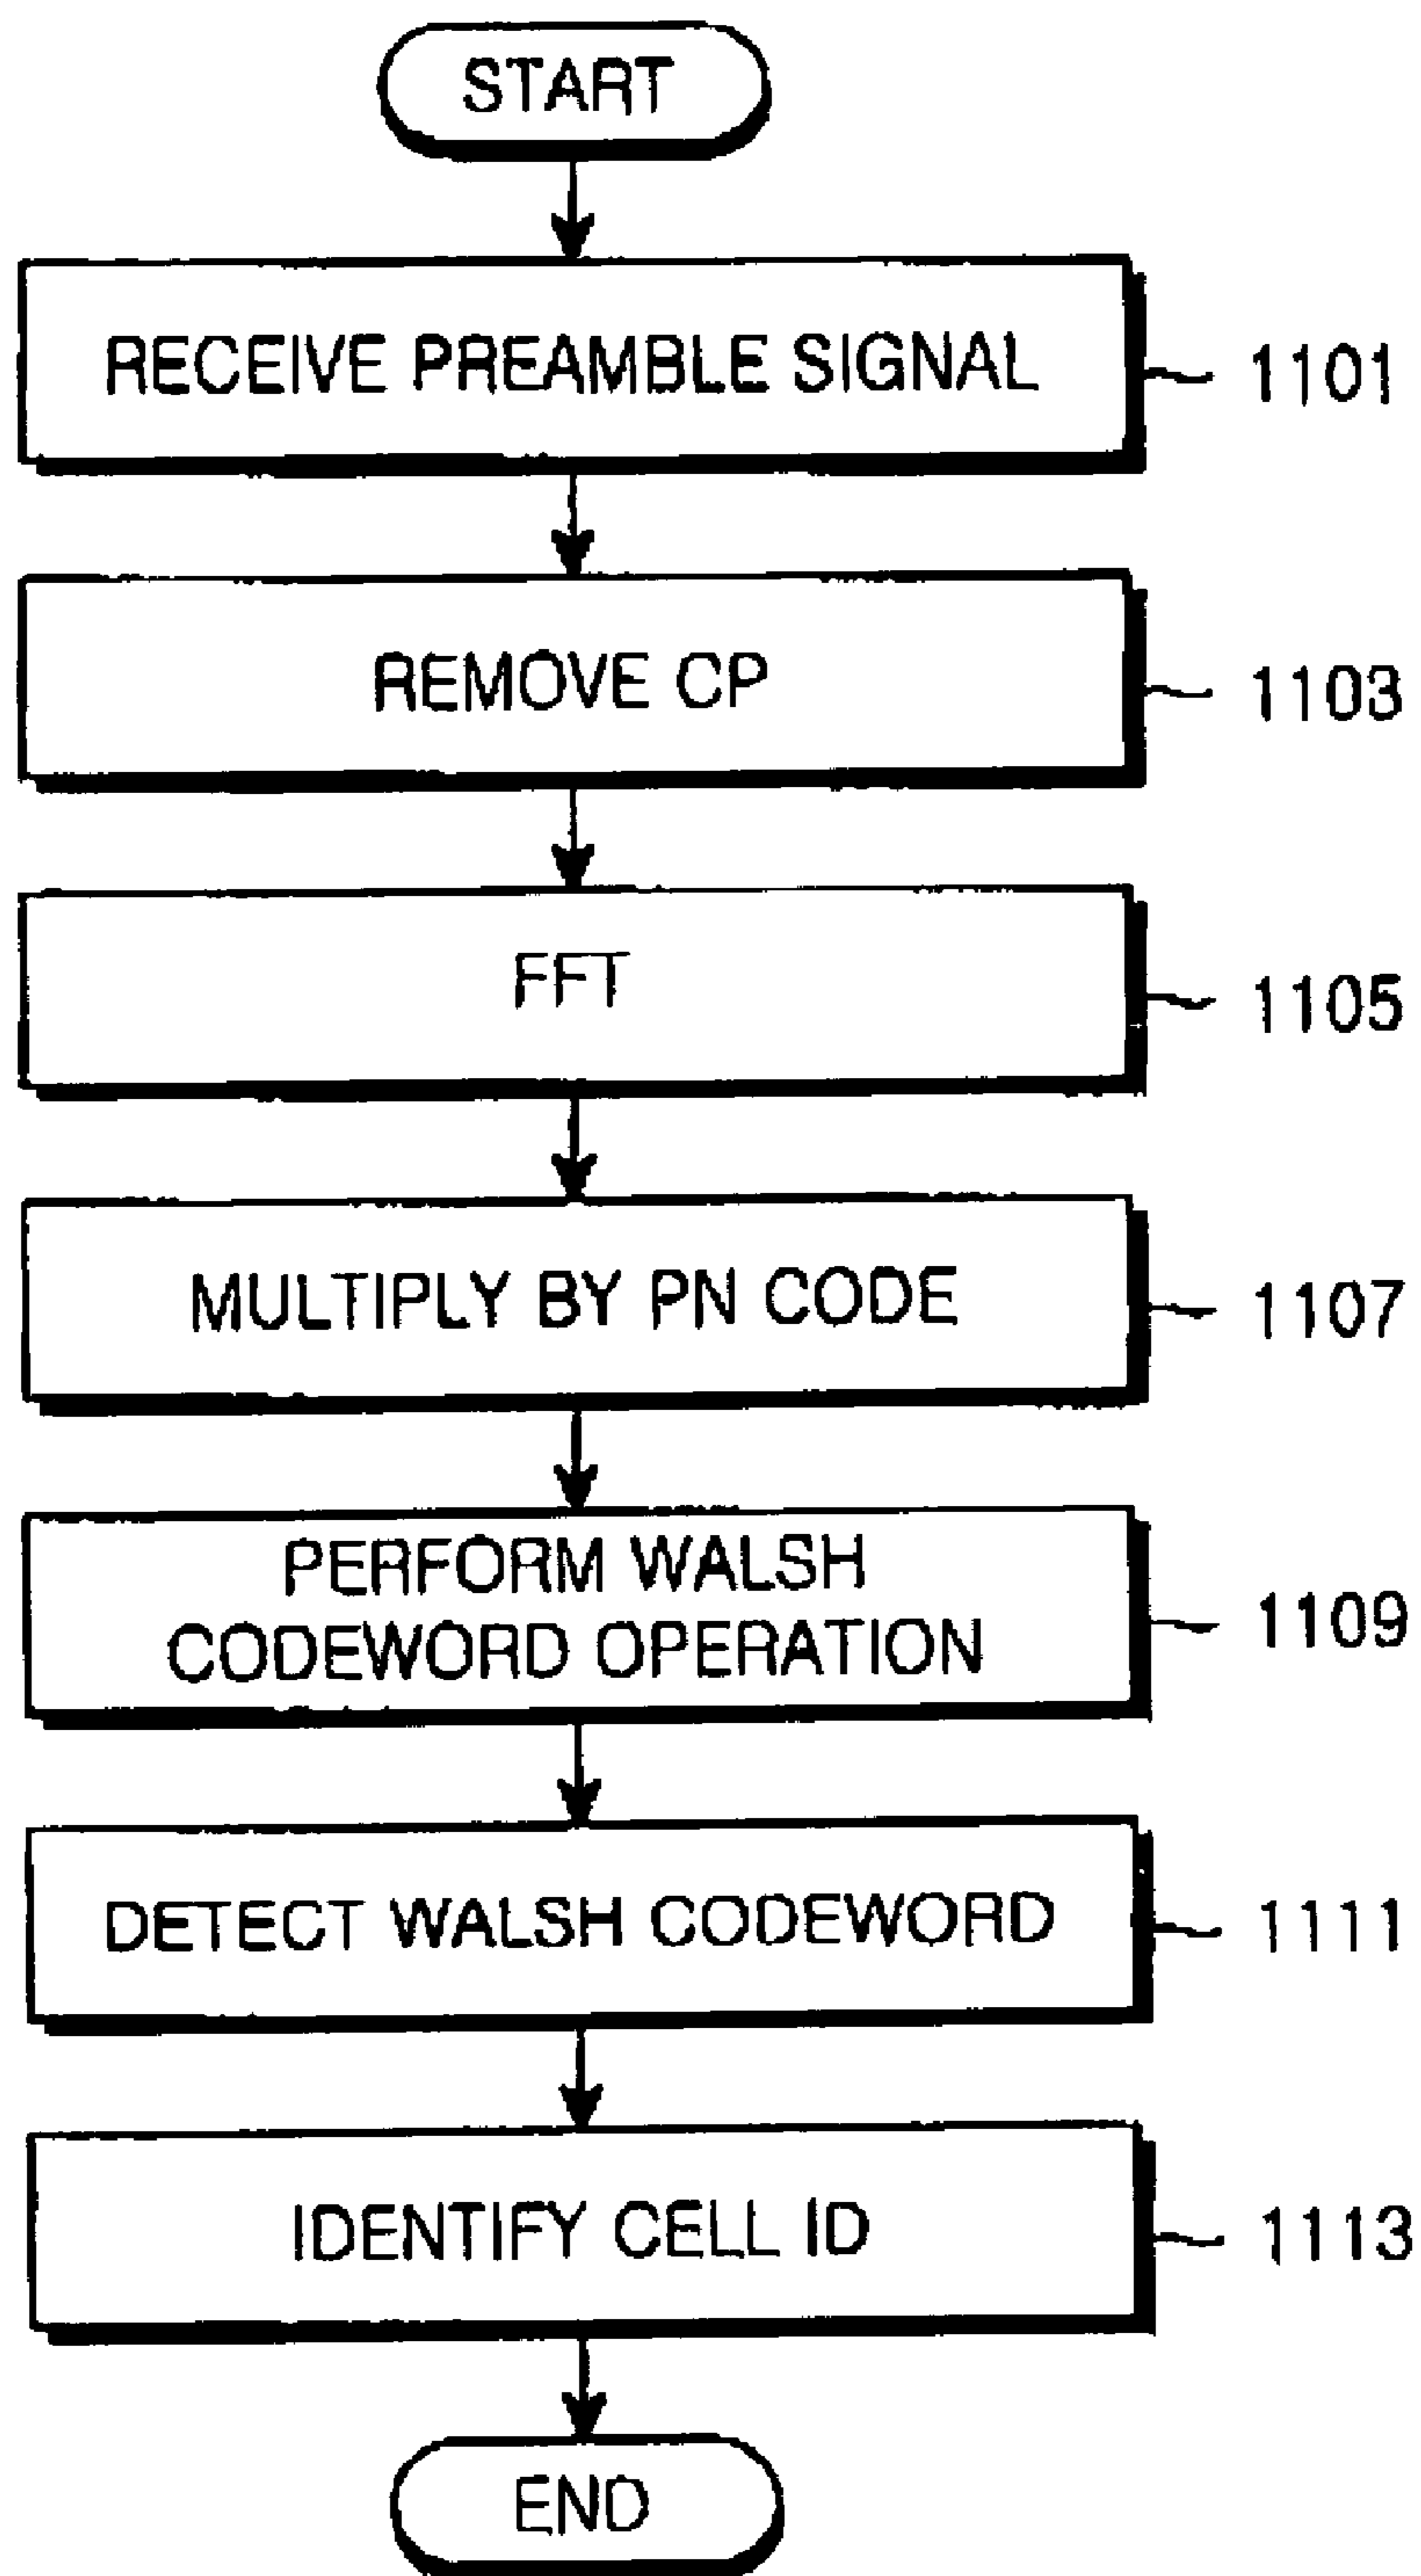 START
RECEIVE PREAMBLE SIGNAL
1101
REMOVE CP
1103
FFT
1105
MULTIPLY BY PN CODE
1107
PERFORM WALSH
CODEWORD OPERATION
1109
DETECT WALSH CODEWORD
1111
IDENTIFY CELL ID
1113
END